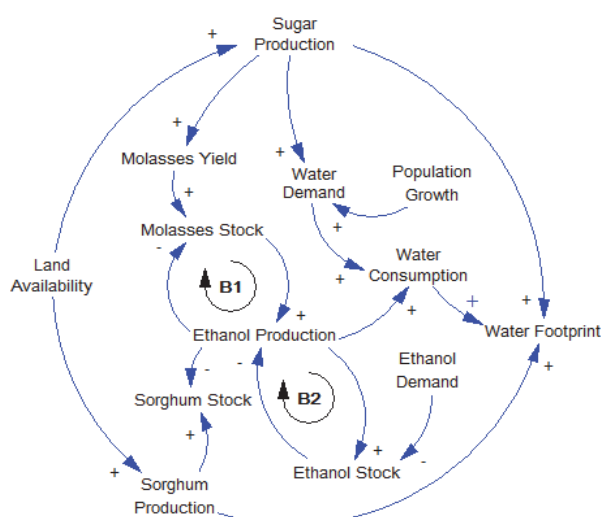 Sugar
Production
+
+
Molasses Yield
+
Water
Demand
Population
Growth
+
Molasses Stock
+
-
Land
Availability
B1
+
Water
Consumption
+
+
+
Ethanol Production
+
Water Footprint
+
-
-
Ethanol
Demand
Sorghum Stock
B2
+
+
Ethanol Stock
-
+
Sorghum
Production